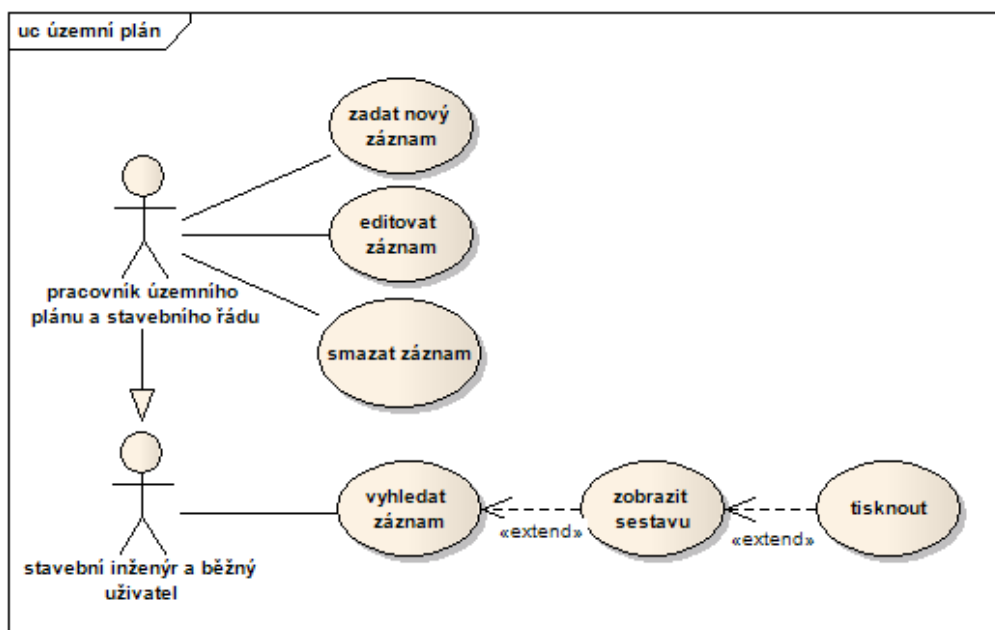 uc územní plán
zadat nový
záznam
editovat
záznam
pracovník územního
plánu a stavebního řádu
smazat záznam
vyhledat
záznam
«extend»
zobrazit
sestavu
«extend»
tisknout
stavební inženýr a běžný
uživatel